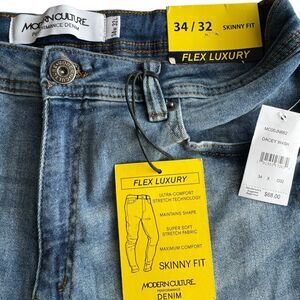 MODERN CULTURE
PERFORMANCE DENIM
34 / 32
SKINNY FIT
FLEX LUXURY
DACEY WASH
$68.00
FLEX LUXURY
ULTRA-COMFORT
STRETCH TECHNOLOGY
MAINTAINS SHAPE
SUPER SOFT
STRETCH FABRIC
MAXIMUM COMFORT
SKINNY FIT
MODERN CULTURE
PERFORMANCE
DENIM